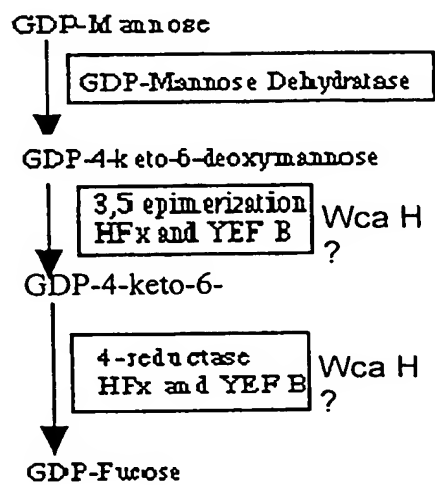 GDP-Mannose
GDP-Mannose Dehydratase
GDP-4-keto-6-deoxymannose
3,5 epimerization
HFx and YEF B
Wca H
?
GDP-4-keto-6-
4-reductase
HFx and YEF B
Wca H
?
GDP-Fucose